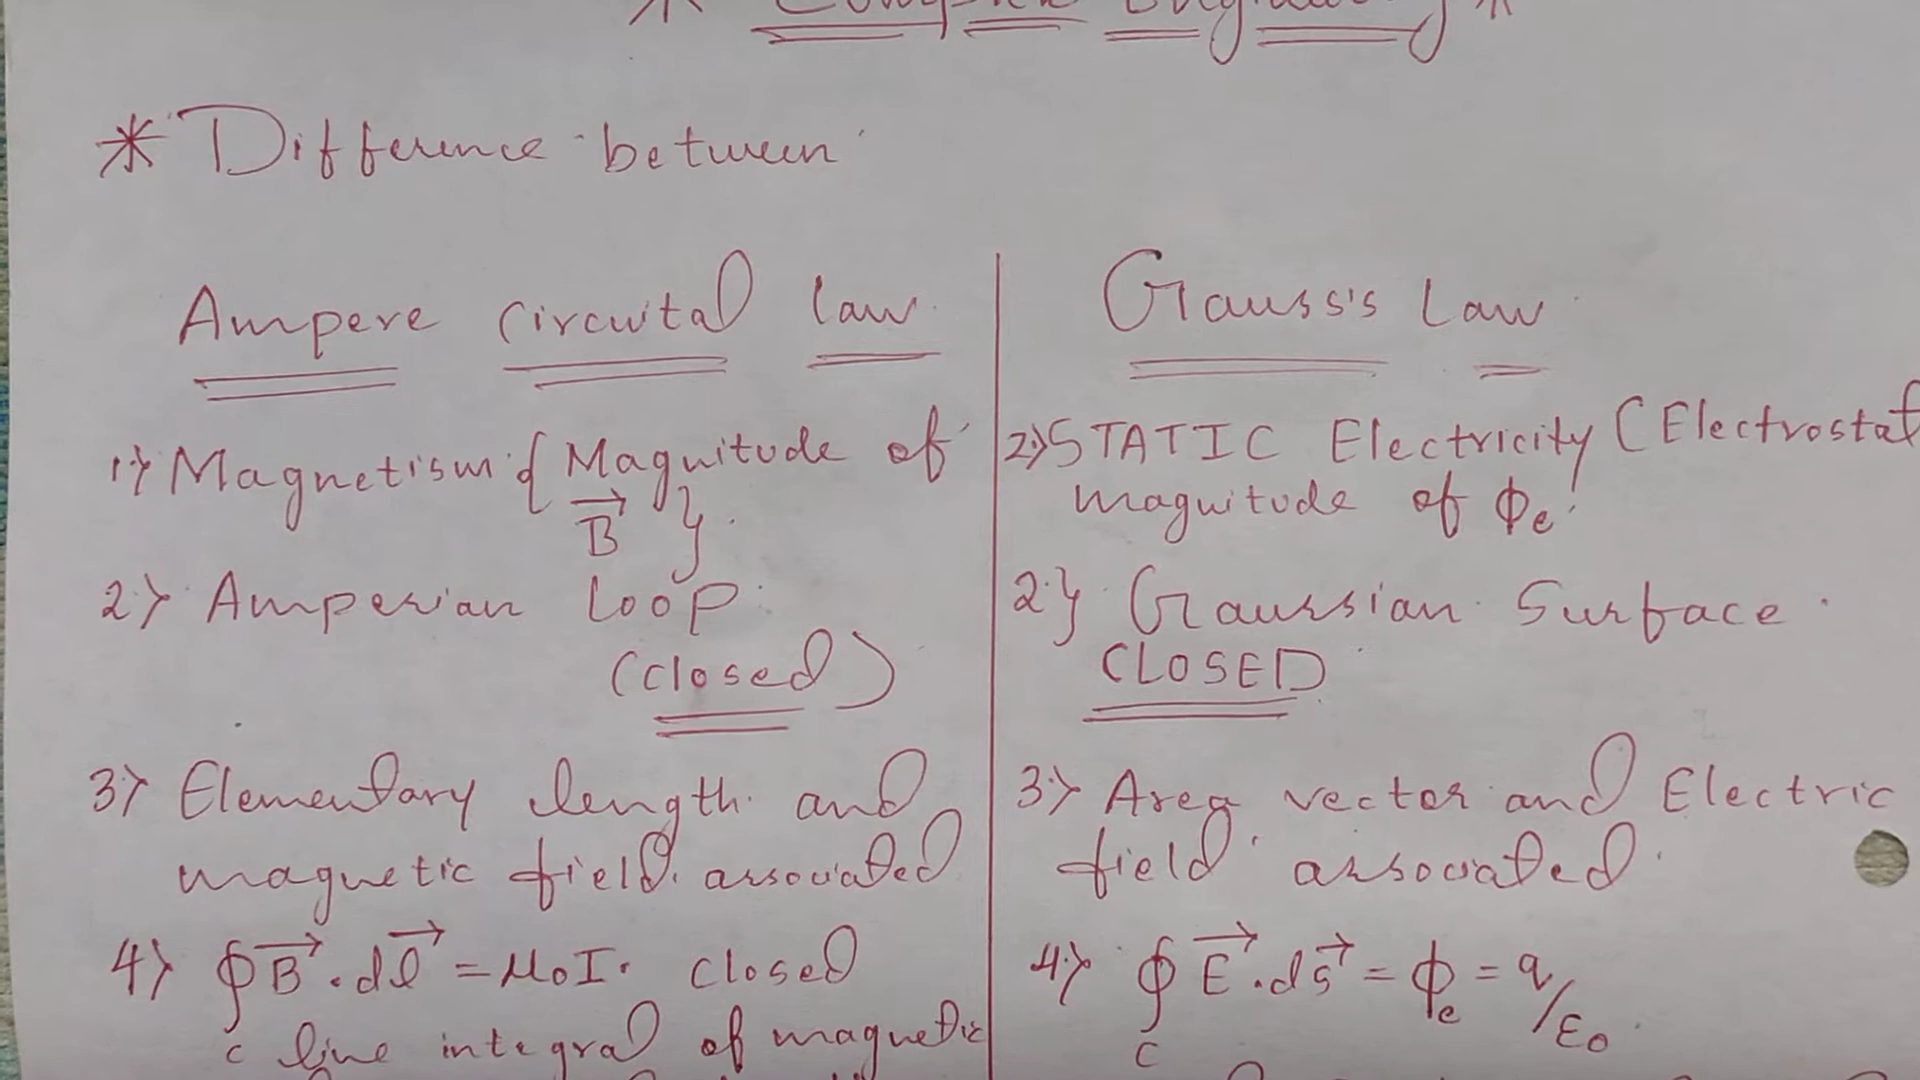 * Difference between
Ampere circuital law
1) Magnetism { Magnitude of
B }
2) Amperian Loop
(closed)
3) Elementary length and
magnetic field associated
4) ∮ B⃗ . dl⃗ = μ₀I. closed
c line integral of magnetic
Gauss's Law
2) STATIC Electricity (Electrostat
magnitude of ϕe
2} Gaussian Surface
CLOSED
3) Area vector and Electric
field associated
4) ∮ E⃗ . ds⃗ = ϕe = q/ε₀
c